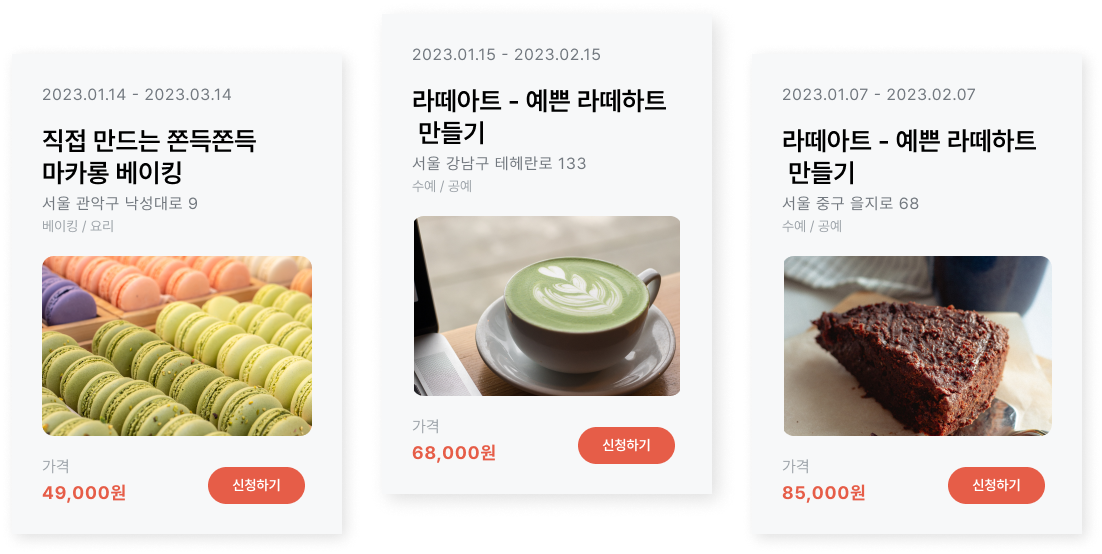 2023.01.14 - 2023.03.14
직접 만드는 쫀득쫀득
마카롱 베이킹
서울 관악구 낙성대로 9
베이킹 / 요리
가격
49,000원
신청하기
2023.01.15 - 2023.02.15
라떼아트 - 예쁜 라떼하트
만들기
서울 강남구 테헤란로 133
수예 / 공예
가격
68,000원
신청하기
2023.01.07 - 2023.02.07
라떼아트 - 예쁜 라떼하트
만들기
서울 중구 을지로 68
수예 / 공예
가격
85,000원
신청하기